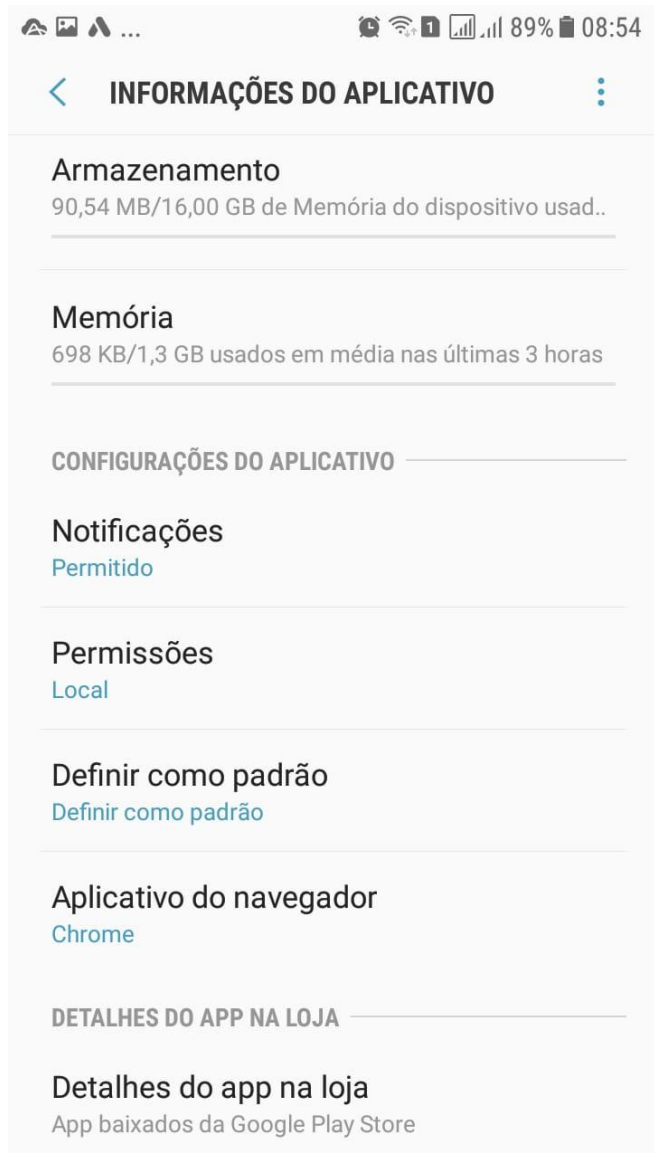 ... 1 89% 08:54
INFORMAÇÕES DO APLICATIVO
Armazenamento
90,54 MB/16,00 GB de Memória do dispositivo usad..
Memória
698 KB/1,3 GB usados em média nas últimas 3 horas
CONFIGURAÇÕES DO APLICATIVO
Notificações
Permitido
Permissões
Local
Definir como padrão
Definir como padrão
Aplicativo do navegador
Chrome
DETALHES DO APP NA LOJA
Detalhes do app na loja
App baixados da Google Play Store